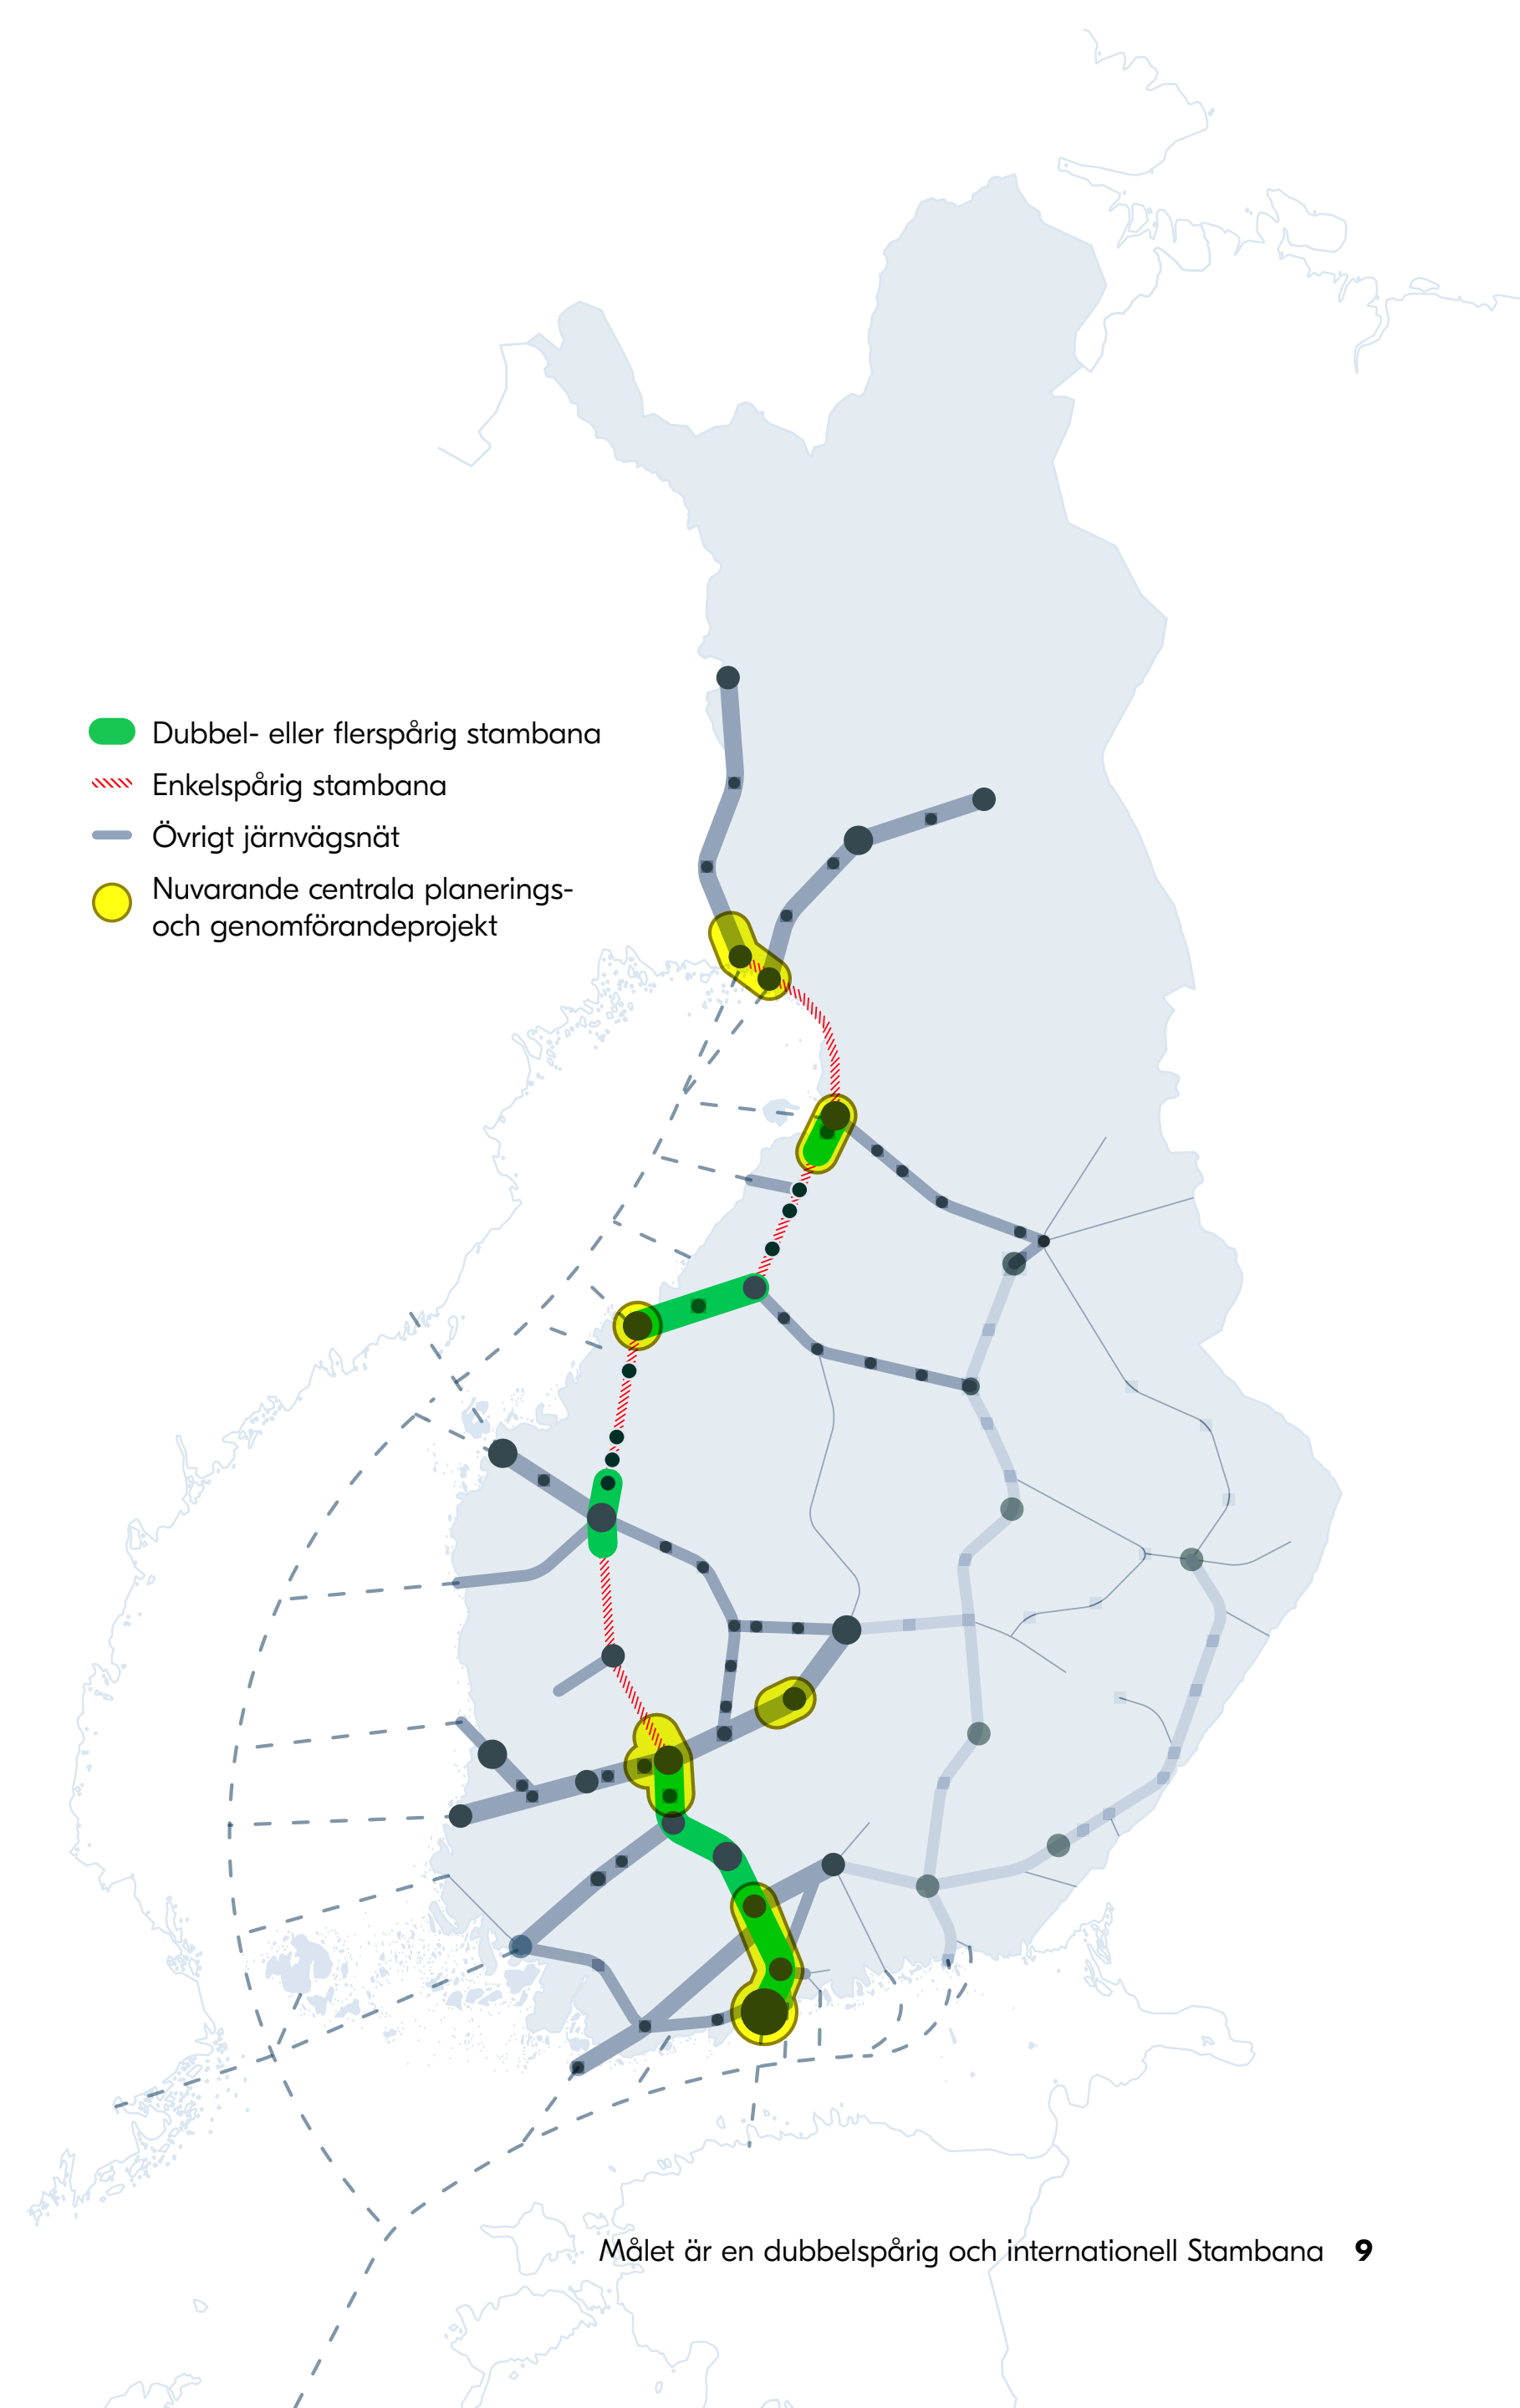 Dubbel- eller flerspårig stambana
Enkelspårig stambana
Övrigt järnvägsnät
Nuvarande centrala planerings-
och genomförandeprojekt
Målet är en dubbelspårig och internationell Stambana 9